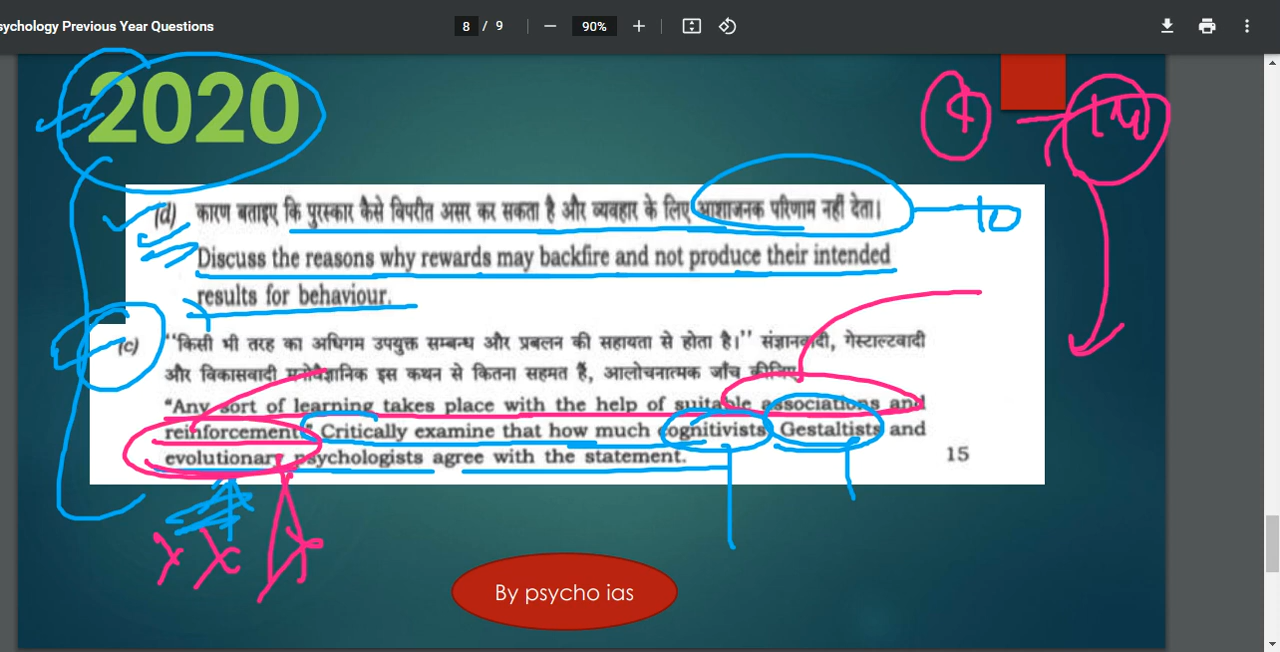 sychology Previous Year Questions
8 / 9
90%
2020
(d) कारण बताइए कि पुरस्कार कैसे विपरीत असर कर सकता है और व्यवहार के लिए आशाजनक परिणाम नहीं देता।
10
Discuss the reasons why rewards may backfire and not produce their intended
results for behaviour.
(c) “किसी भी तरह का अधिगम उपयुक्त सम्बन्ध और प्रबलन की सहायता से होता है।” संज्ञानवादी, गेस्टाल्टवादी
और विकासवादी मनोवैज्ञानिक इस कथन से कितना सहमत हैं, आलोचनात्मक जाँच कीजिए
“Any sort of learning takes place with the help of suitable associations and
reinforcement.” Critically examine that how much cognitivists, Gestaltists and
evolutionary psychologists agree with the statement.
15
By psycho ias